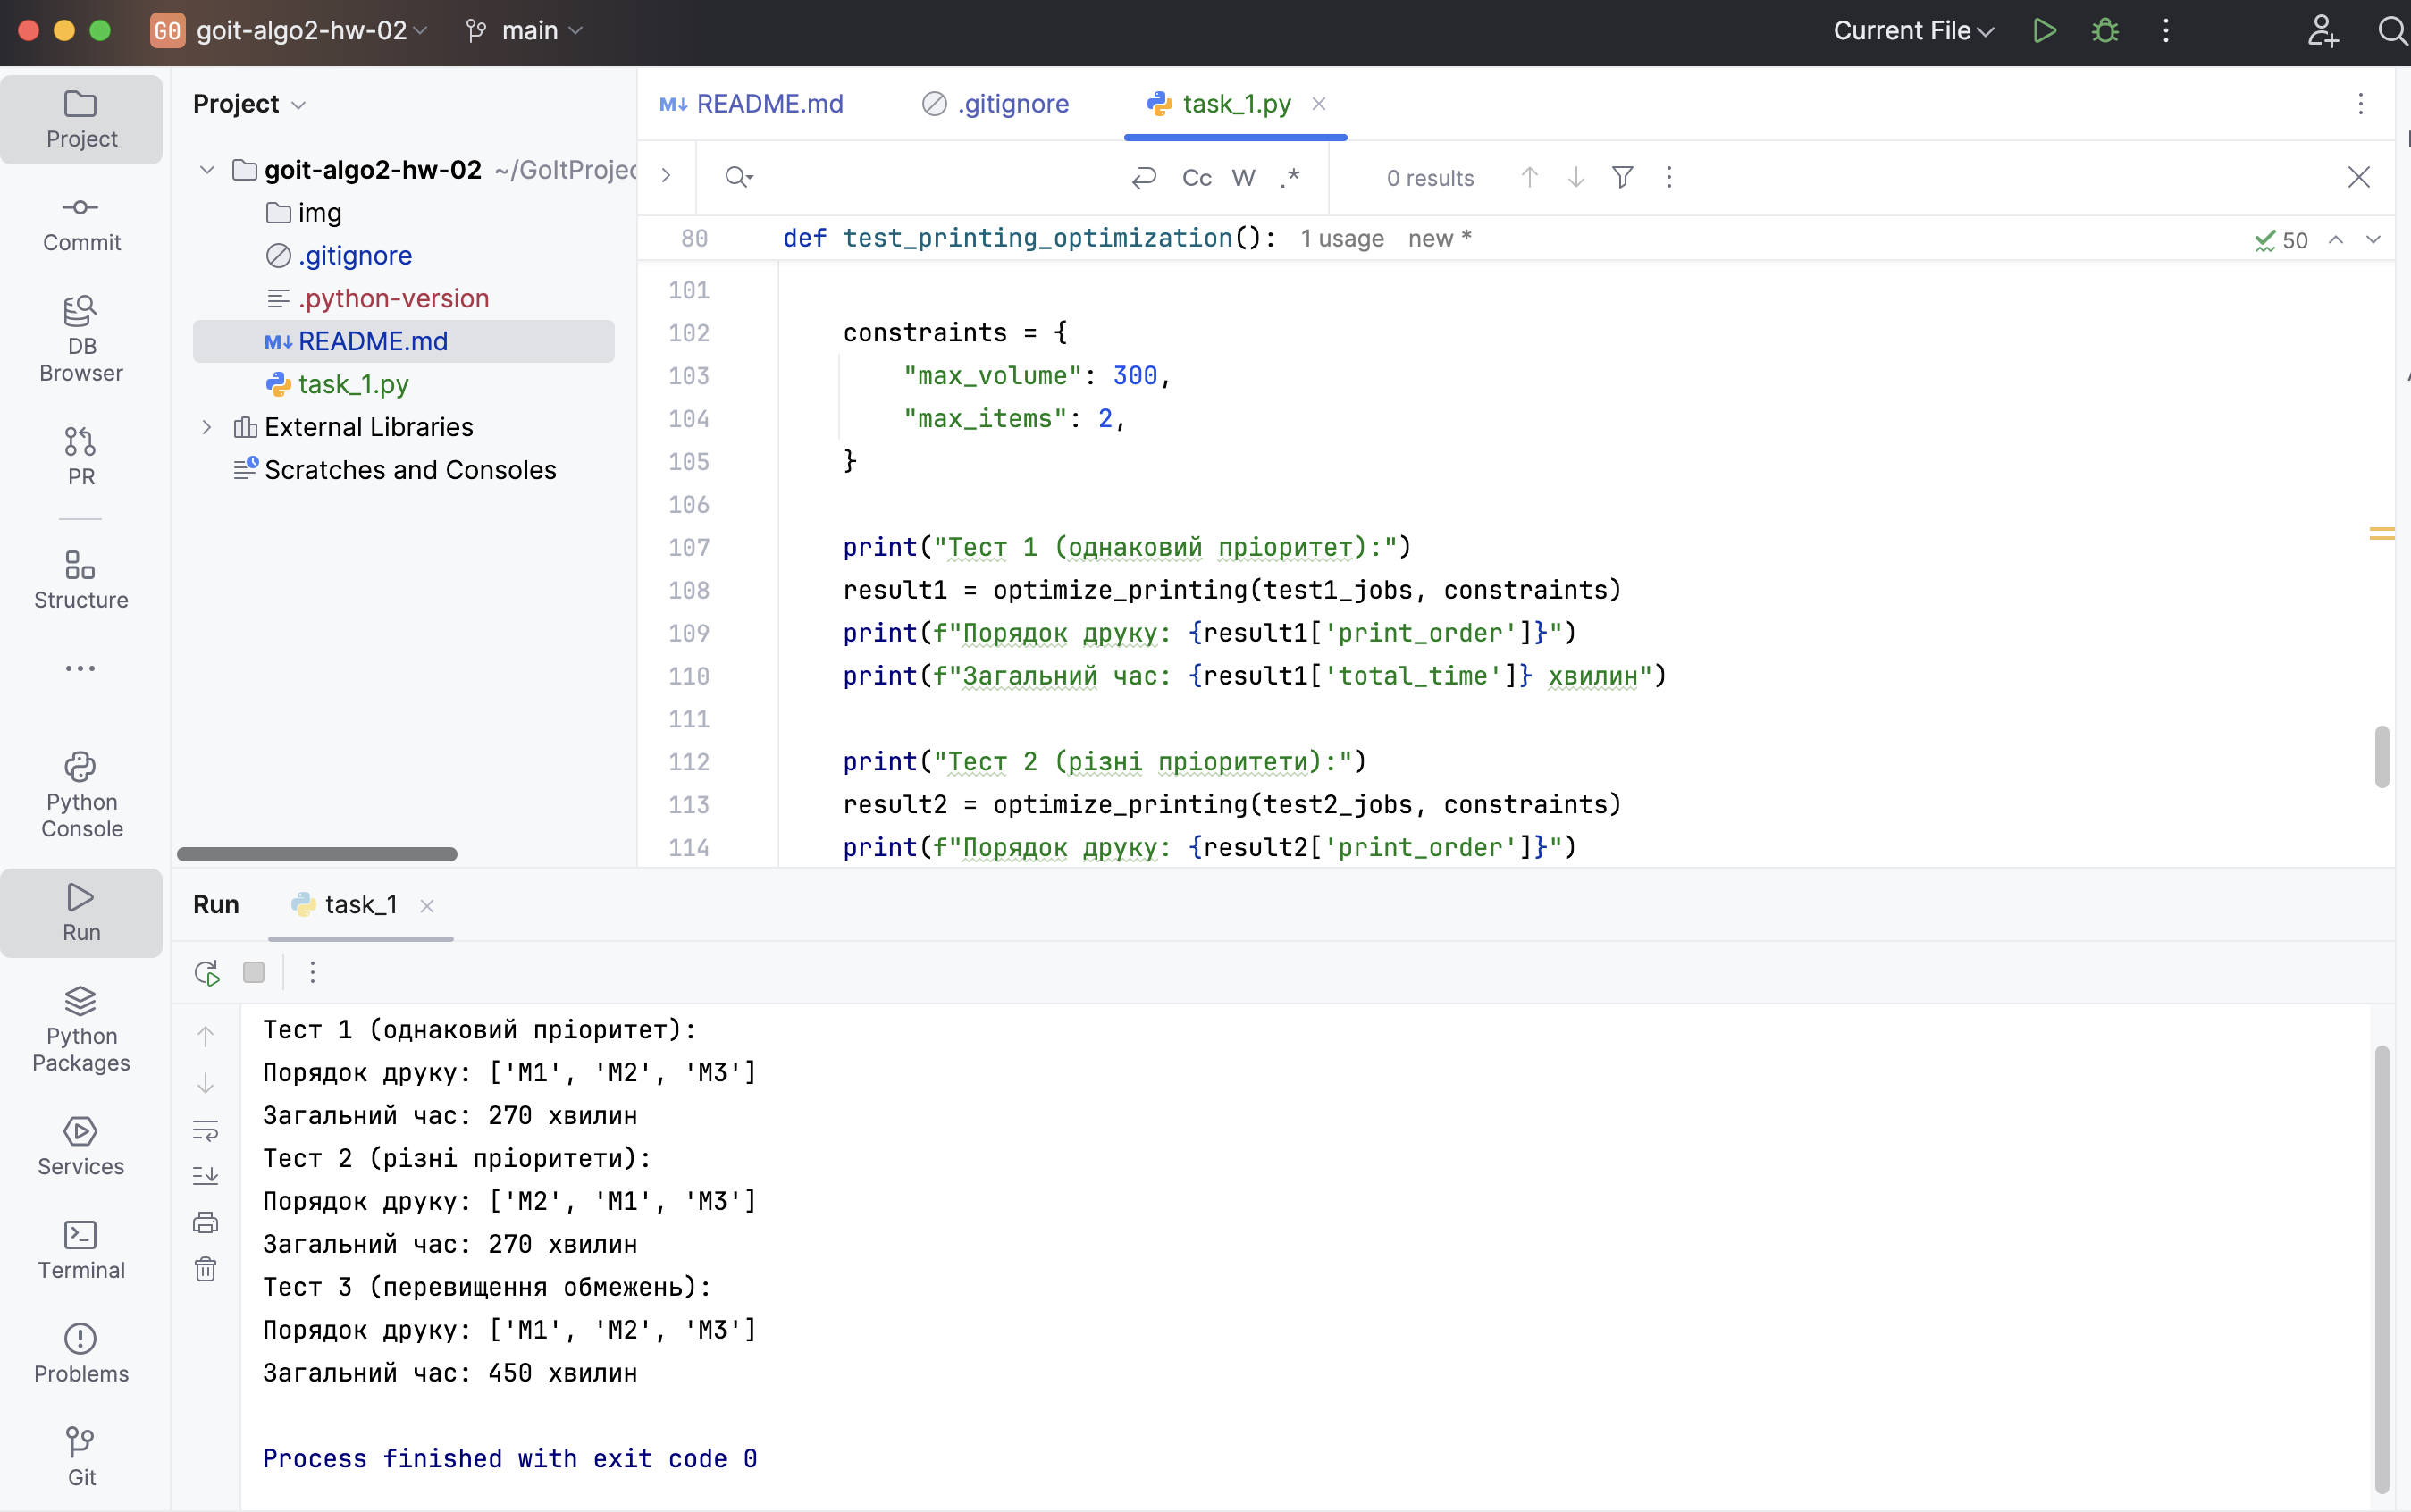 GO goit-algo2-hw-02 main Current File
Project
Commit
DB
Browser
PR
Structure
Python
Console
Run
Python
Packages
Services
Terminal
Problems
Git
Project
goit-algo2-hw-02 ~/GoItProjec
img
.gitignore
.python-version
M↓ README.md
task_1.py
External Libraries
Scratches and Consoles
M↓ README.md .gitignore task_1.py
Cc W .* 0 results
80 def test_printing_optimization(): 1 usage new * 50
101
102 constraints = {
103 "max_volume": 300,
104 "max_items": 2,
105 }
106
107 print("Тест 1 (однаковий пріоритет):")
108 result1 = optimize_printing(test1_jobs, constraints)
109 print(f"Порядок друку: {result1['print_order']}")
110 print(f"Загальний час: {result1['total_time']} хвилин")
111
112 print("Тест 2 (різні пріоритети):")
113 result2 = optimize_printing(test2_jobs, constraints)
114 print(f"Порядок друку: {result2['print_order']}")
Run task_1
Тест 1 (однаковий пріоритет):
Порядок друку: ['M1', 'M2', 'M3']
Загальний час: 270 хвилин
Тест 2 (різні пріоритети):
Порядок друку: ['M2', 'M1', 'M3']
Загальний час: 270 хвилин
Тест 3 (перевищення обмежень):
Порядок друку: ['M1', 'M2', 'M3']
Загальний час: 450 хвилин
Process finished with exit code 0